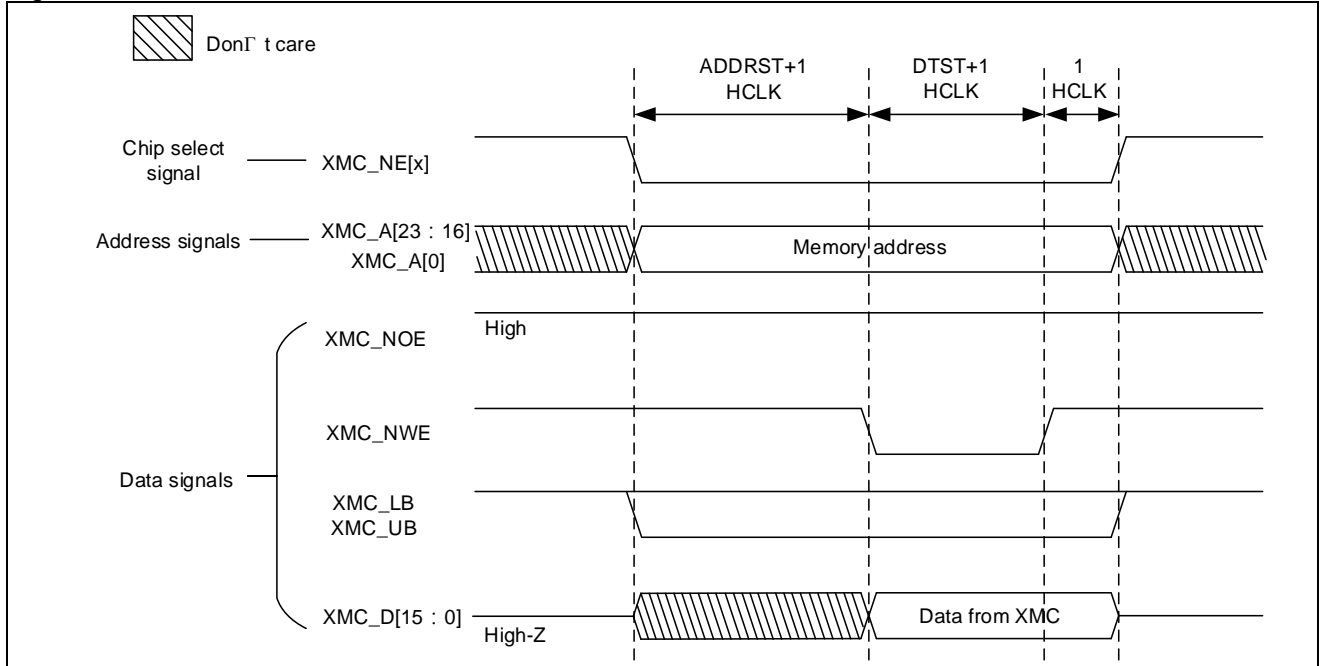 DonΓ t care
ADDRST+1 DTST+1 1
HCLK HCLK HCLK
Chip select
signal
XMC_NE[x]
Address signals
XMC_A[23 : 16]
XMC_A[0]
Memory address
XMC_NOE
High
XMC_NWE
Data signals
XMC_LB
XMC_UB
XMC_D[15 : 0]
High-Z
Data from XMC